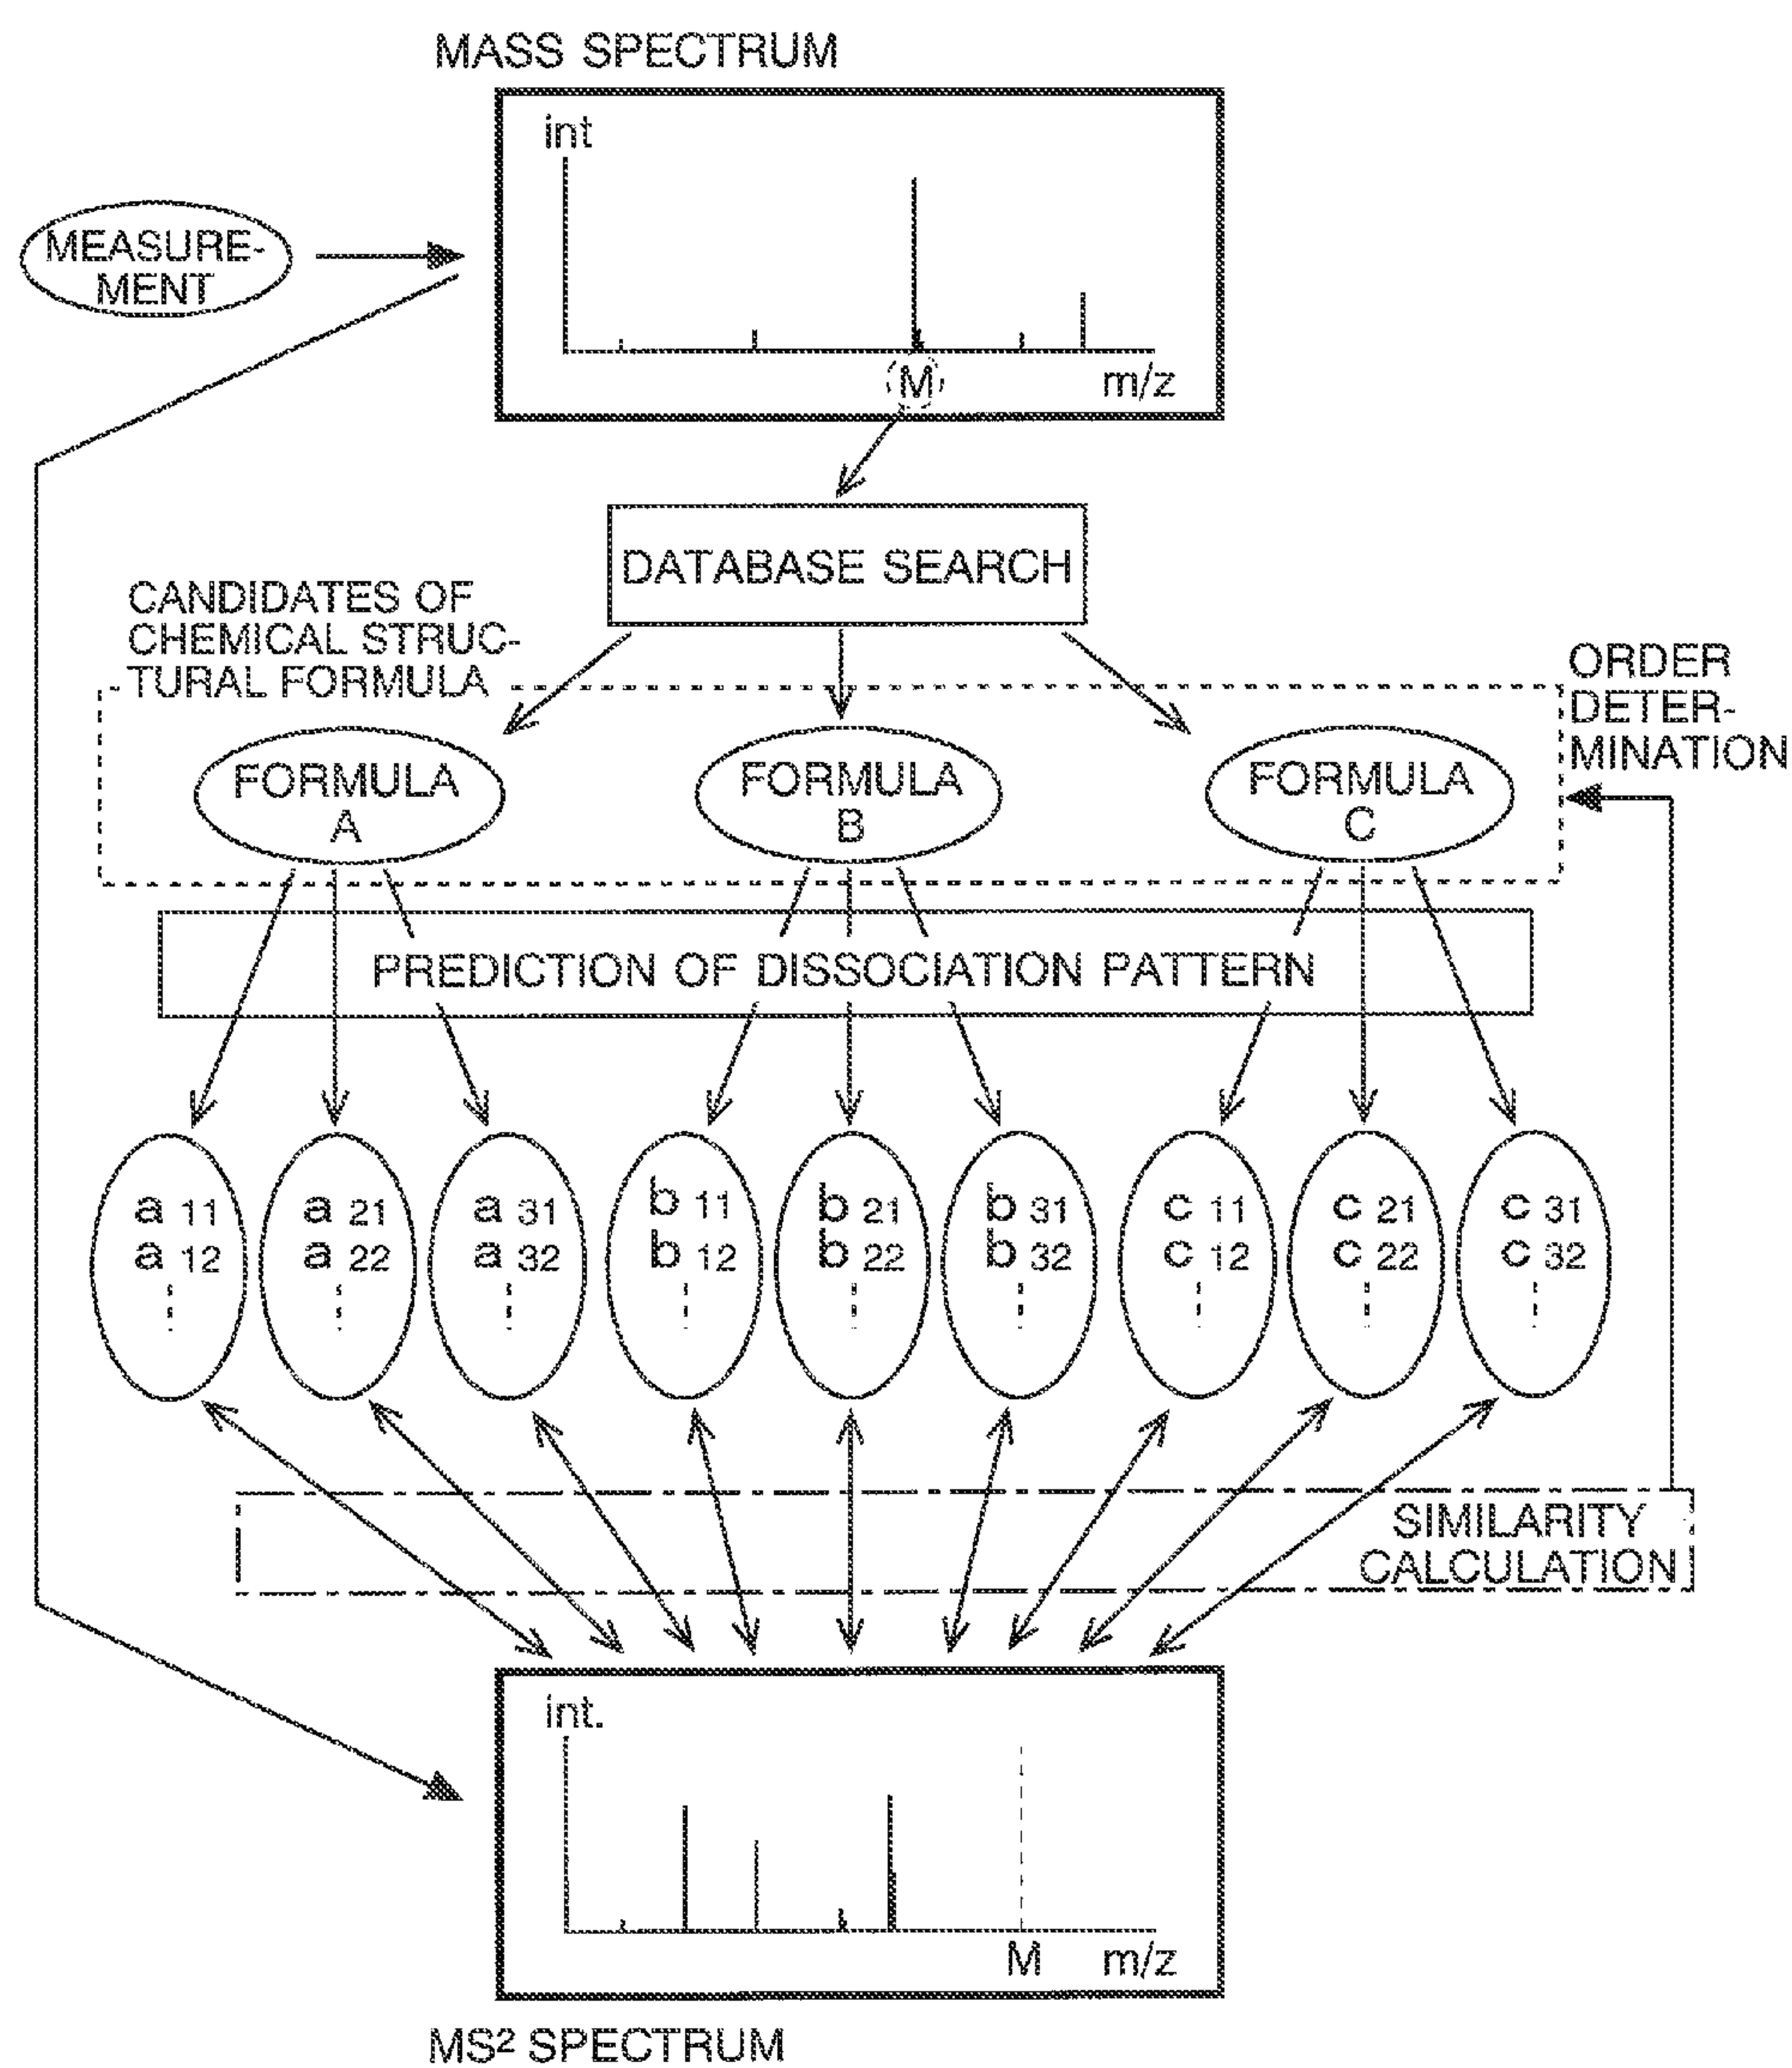 MASS SPECTRUM
int
MEASURE-
MENT
M
m/z
DATABASE SEARCH
CANDIDATES OF
CHEMICAL STRUC-
TURAL FORMULA
ORDER
DETER-
MINATION
FORMULA
A
FORMULA
B
FORMULA
C
PREDICTION OF DISSOCIATION PATTERN
a 11
a 12
a 21
a 22
a 31
a 32
b 11
b 12
b 21
b 22
b 31
b 32
c 11
c 12
c 21
c 22
c 31
c 32
SIMILARITY
CALCULATION
int.
M
m/z
MS² SPECTRUM